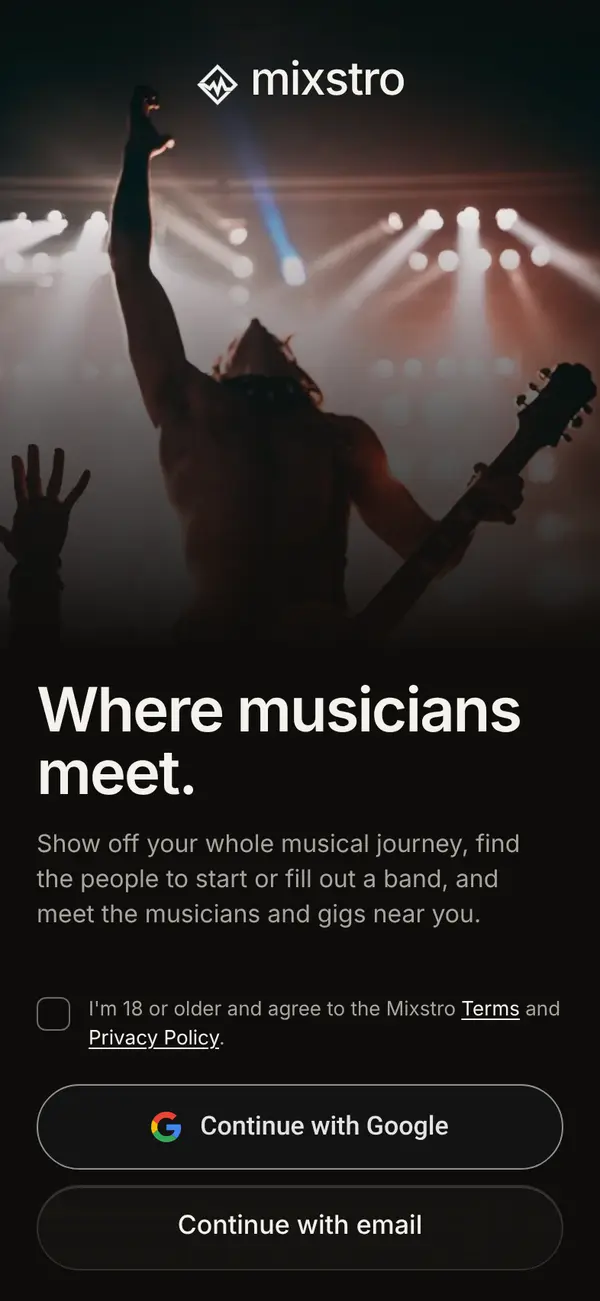 mixstro
Where musicians
meet.
Show off your whole musical journey, find
the people to start or fill out a band, and
meet the musicians and gigs near you.
I'm 18 or older and agree to the Mixstro Terms and
Privacy Policy.
Continue with Google
Continue with email